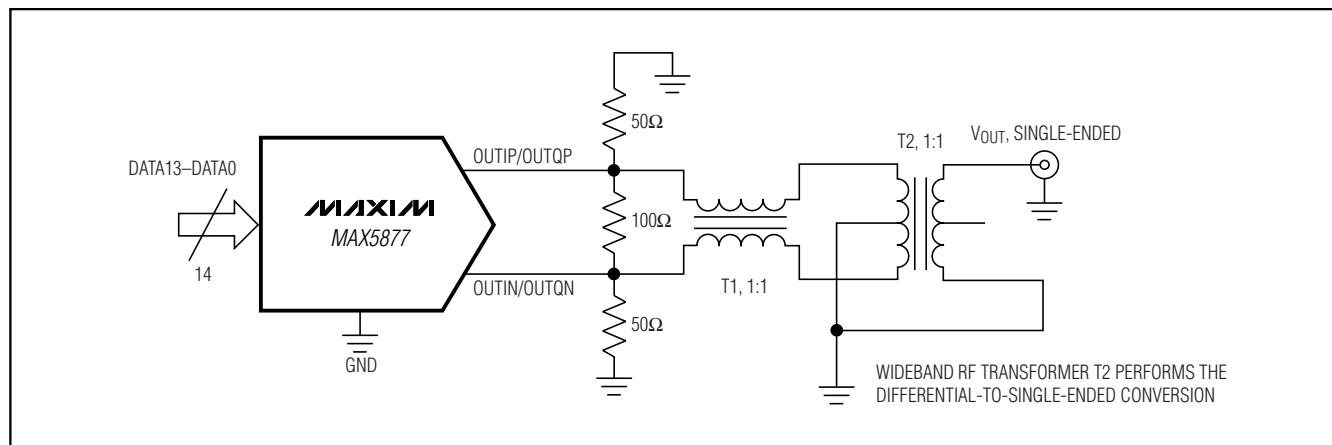 50Ω
VOUT, SINGLE-ENDED
T2, 1:1
OUTIP/OUTQP
DATA13–DATA0
MAXIM
MAX5877
100Ω
14
T1, 1:1
OUTIN/OUTQN
50Ω
GND
WIDEBAND RF TRANSFORMER T2 PERFORMS THE
DIFFERENTIAL-TO-SINGLE-ENDED CONVERSION